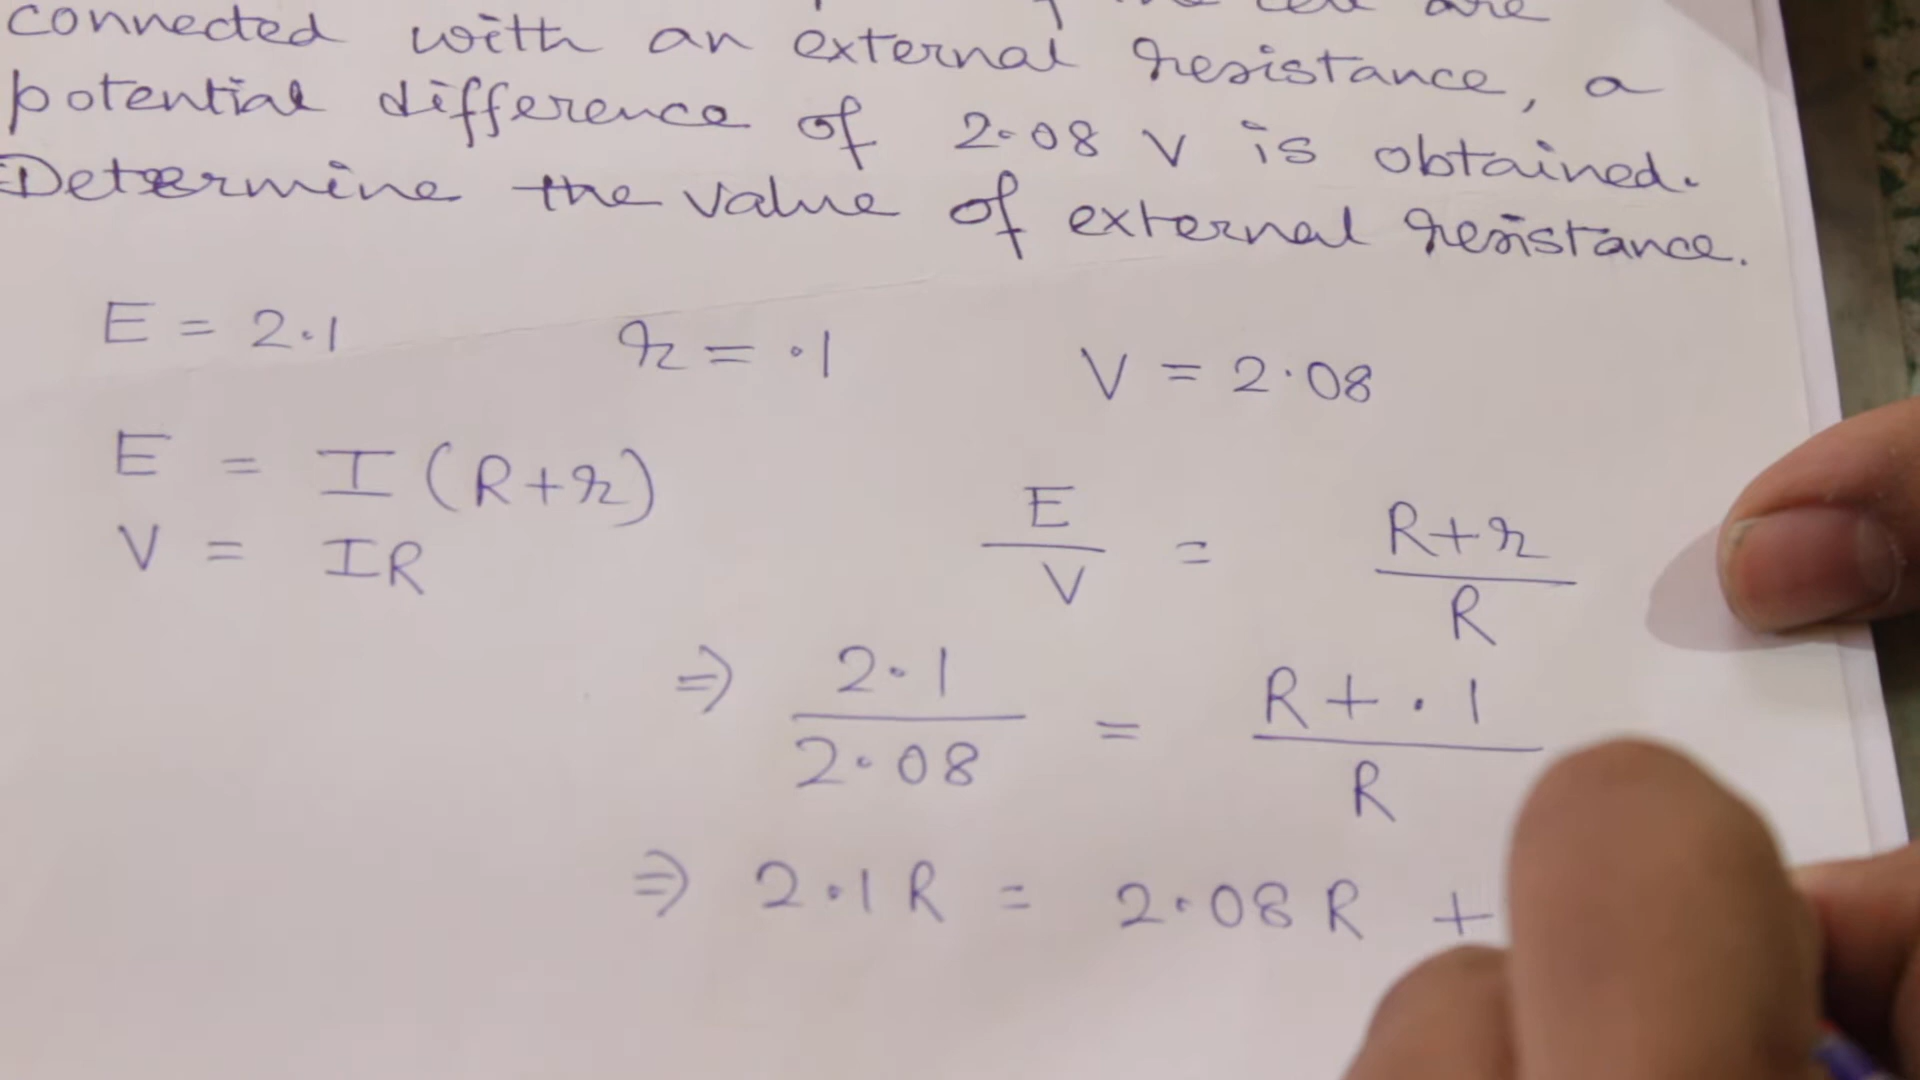 connected with an external resistance, a
potential difference of 2.08 V is obtained.
Determine the value of external resistance.
E = 2.1 r = .1 V = 2.08
E = I (R+r)
V = IR
E/V = R+r/R
⇒ 2.1/2.08 = R + .1/R
⇒ 2.1 R = 2.08 R +